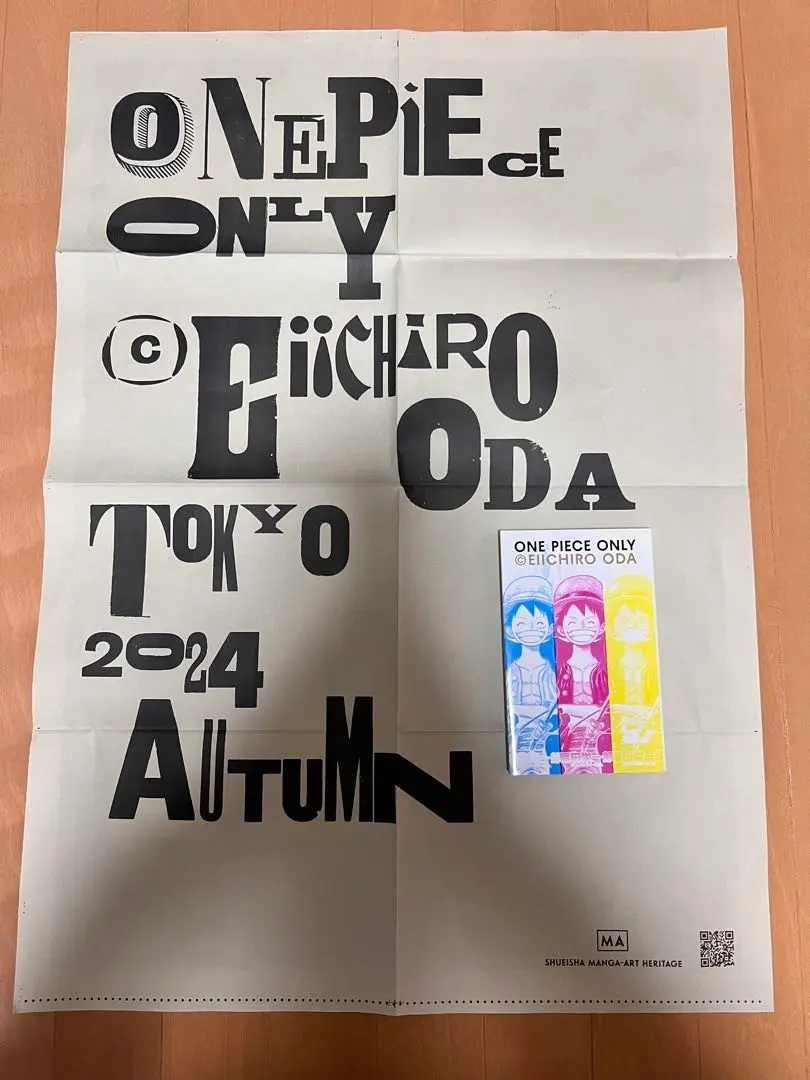 ONEPiECE
ONLY
©EiiCHiRO
ODA
TOKYO
2024
AUTUMN
ONE PIECE ONLY
©EIICHIRO ODA
MA
SHUEISHA MANGA-ART HERITAGE